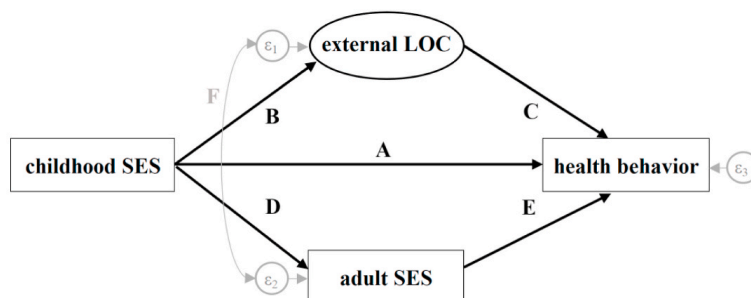 ε1
external LOC
F
B
C
A
childhood SES
health behavior
ε3
D
E
ε2
adult SES